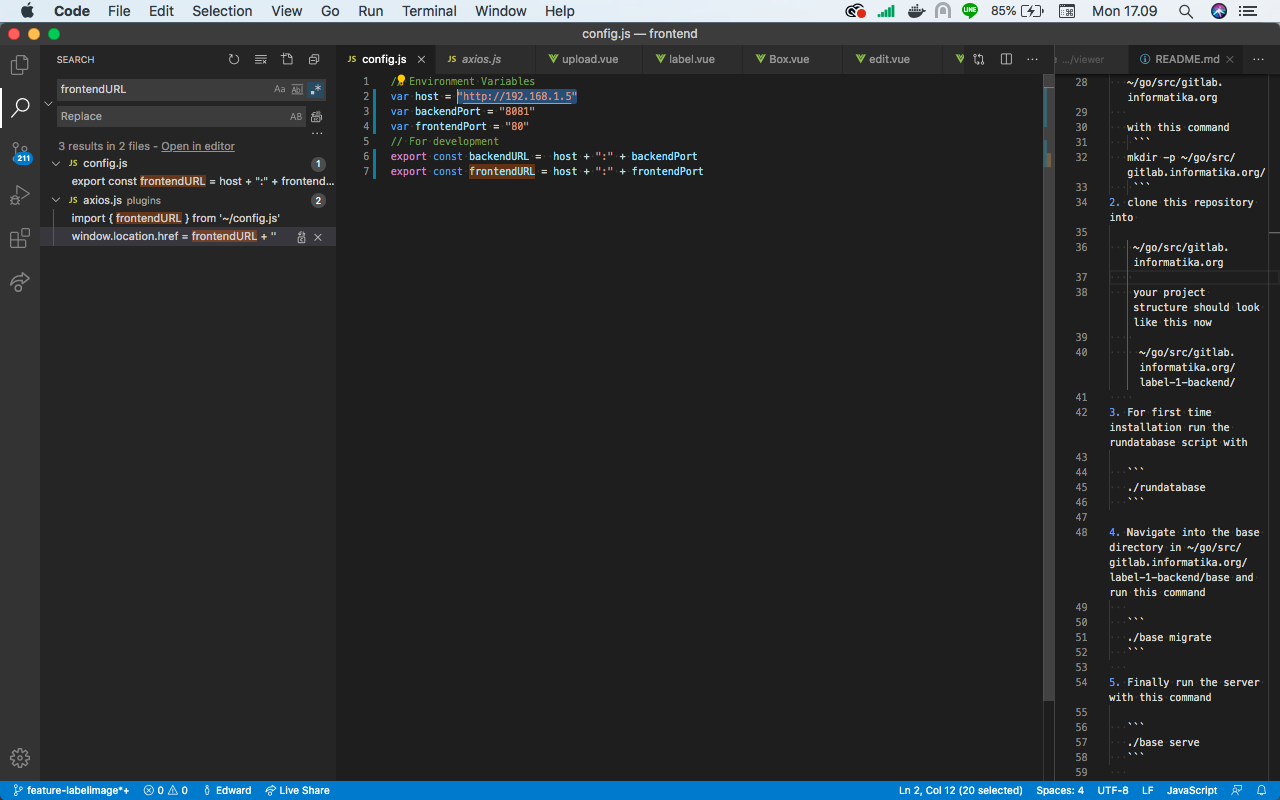 Code File Edit Selection View Go Run Terminal Window Help
LINE 85% Mon 17.09
config.js — frontend
SEARCH
frontendURL
Aa Ab
Replace
AB
3 results in 2 files - Open in editor
JS config.js 1
export const frontendURL = host + ":" + frontend...
JS axios.js plugins 2
import { frontendURL } from '~/config.js'
window.location.href = frontendURL + ''
211
JS config.js
JS axios.js
upload.vue
label.vue
Box.vue
edit.vue
.../viewer
README.md
1 // Environment Variables
2 var host = "http://192.168.1.5"
3 var backendPort = "8081"
4 var frontendPort = "80"
5 // For development
6 export const backendURL = host + ":" + backendPort
7 export const frontendURL = host + ":" + frontendPort
28 ~/go/src/gitlab.
informatika.org
29
30 with this command
31 ```
32 mkdir -p ~/go/src/
gitlab.informatika.org/
33 ```
34 2. clone this repository
into
35
36 ~/go/src/gitlab.
informatika.org
37
38 your project
structure should look
like this now
39
40 ~/go/src/gitlab.
informatika.org/
label-1-backend/
41
42 3. For first time
installation run the
rundatabase script with
43
44 ```
45 ./rundatabase
46 ```
47
48 4. Navigate into the base
directory in ~/go/src/
gitlab.informatika.org/
label-1-backend/base and
run this command
49
50 ```
51 ./base migrate
52 ```
53
54 5. Finally run the server
with this command
55
56 ```
57 ./base serve
58 ```
59
feature-labelimage*+ 0 0 Edward Live Share
Ln 2, Col 12 (20 selected) Spaces: 4 UTF-8 LF JavaScript